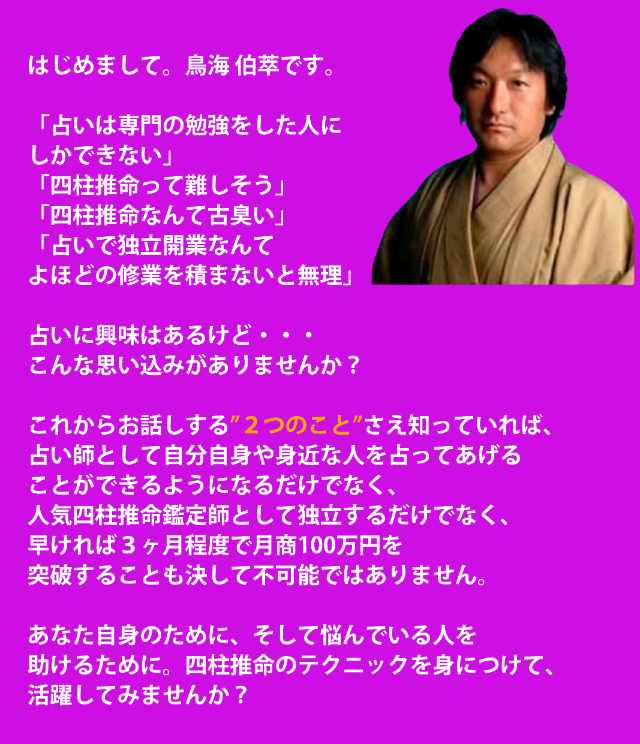 はじめまして。鳥海 伯萃です。
「占いは専門の勉強をした人に
しかできない」
「四柱推命って難しそう」
「四柱推命なんて古臭い」
「占いで独立開業なんて
よほどの修業を積まないと無理」
占いに興味はあるけど・・・
こんな思い込みがありませんか？
これからお話しする”２つのこと”さえ知っていれば、
占い師として自分自身や身近な人を占ってあげる
ことができるようになるだけでなく、
人気四柱推命鑑定師として独立するだけでなく、
早ければ３ヶ月程度で月商100万円を
突破することも決して不可能ではありません。
あなた自身のために、そして悩んでいる人を
助けるために。四柱推命のテクニックを身につけて、
活躍してみませんか？